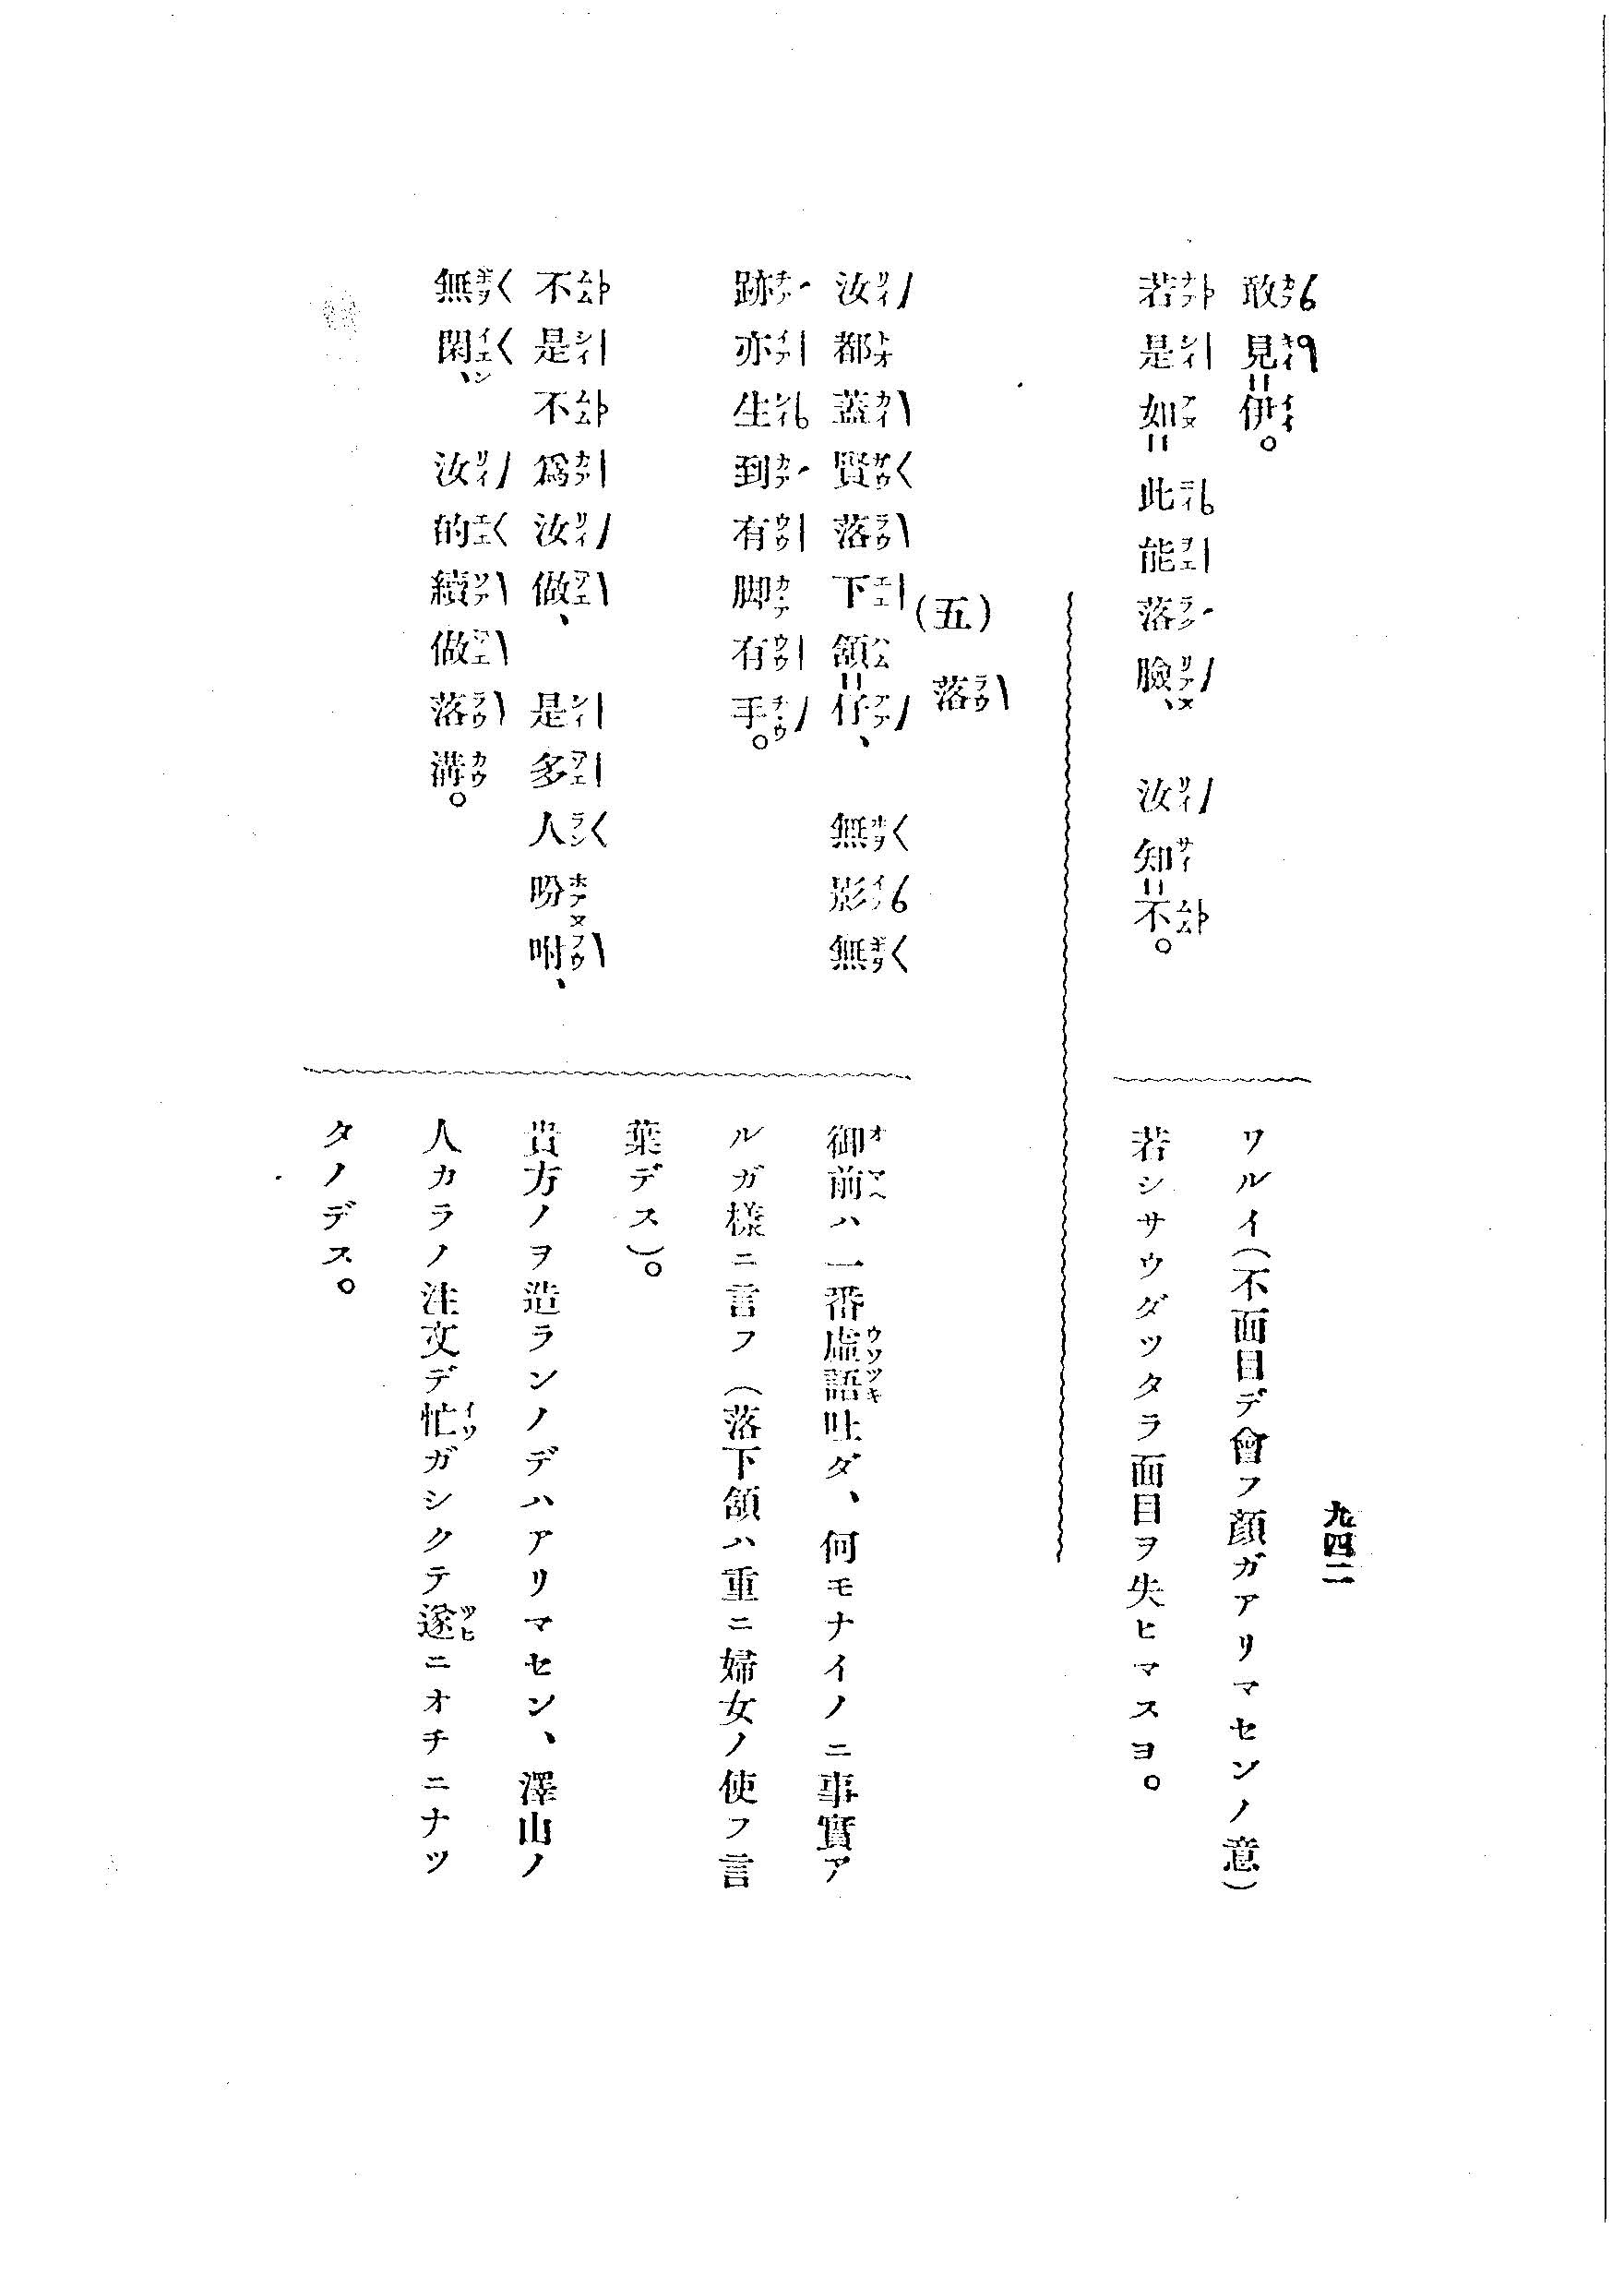 九四二
敢見=伊。
ワルイ(不面目デ會フ顔ガアリマセンノ意)
若是如=此能落臉、汝知=不。
若シサウダツタラ面目ヲ失ヒマスヨ。
(五) 落
汝都蓋賢落下頷=仔、無影無
跡亦生到有脚有手。
御前ハ一番虛語吐ダ、何モナイノニ事實ア
ルガ樣ニ言フ(落下頷ハ重ニ婦女ノ使フ言
葉デス)。
不是不爲汝做、是多人吩咐、
無閑、汝的續做落溝。
貴方ノヲ造ランノデハアリマセン、澤山ノ
人カラノ注文デ忙ガシクテ遂ニオチニナツ
タノデス。